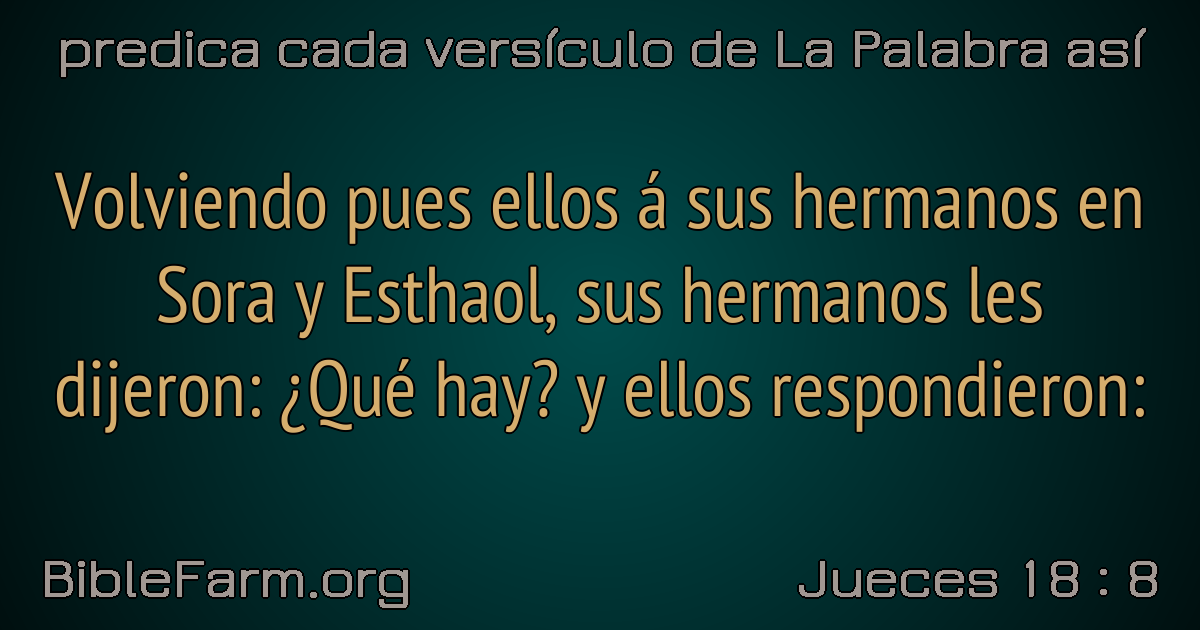 predica cada versículo de La Palabra así
Volviendo pues ellos á sus hermanos en
Sora y Esthaol, sus hermanos les
dijeron: ¿Qué hay? y ellos respondieron:
BibleFarm.org
Jueces 18 : 8